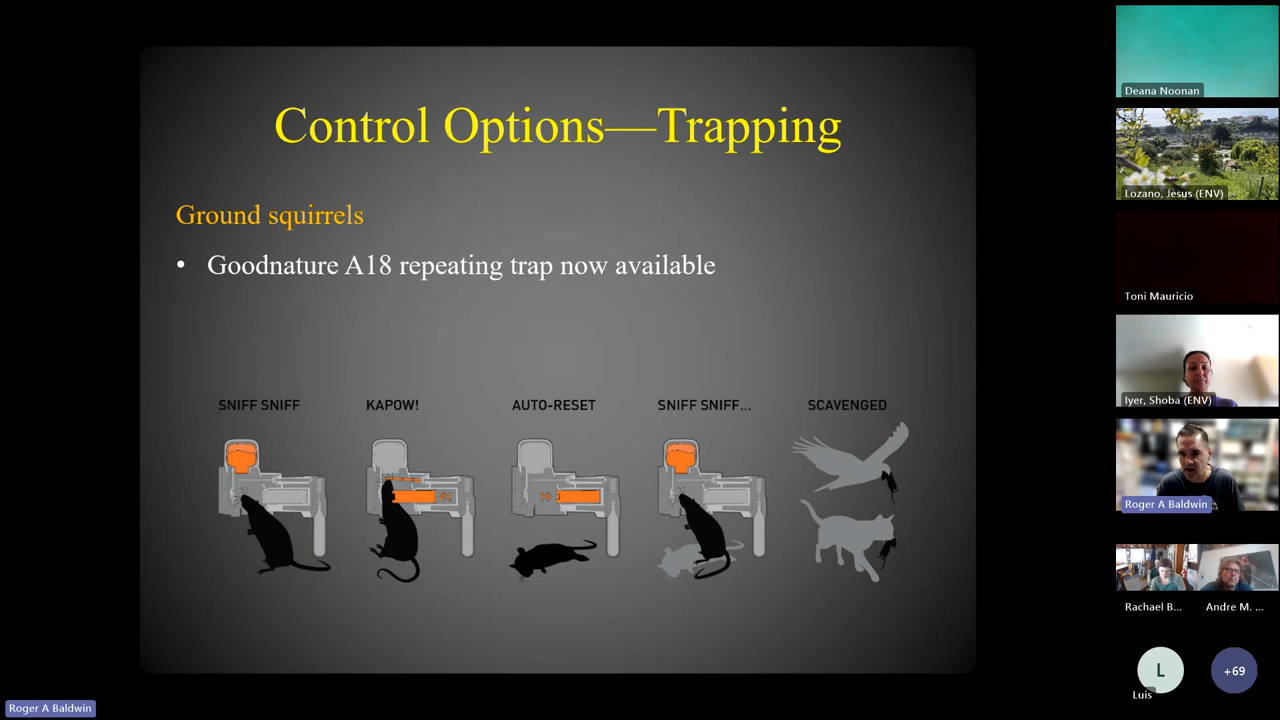 Control Options—Trapping
Ground squirrels
• Goodnature A18 repeating trap now available
SNIFF SNIFF
KAPOW!
AUTO-RESET
SNIFF SNIFF...
SCAVENGED
Deana Noonan
Lozano, Jesus (ENV)
Toni Mauricio
Iyer, Shoba (ENV)
Roger A Baldwin
Rachael B...
Andre M. ...
L
+69
Luis
Roger A Baldwin